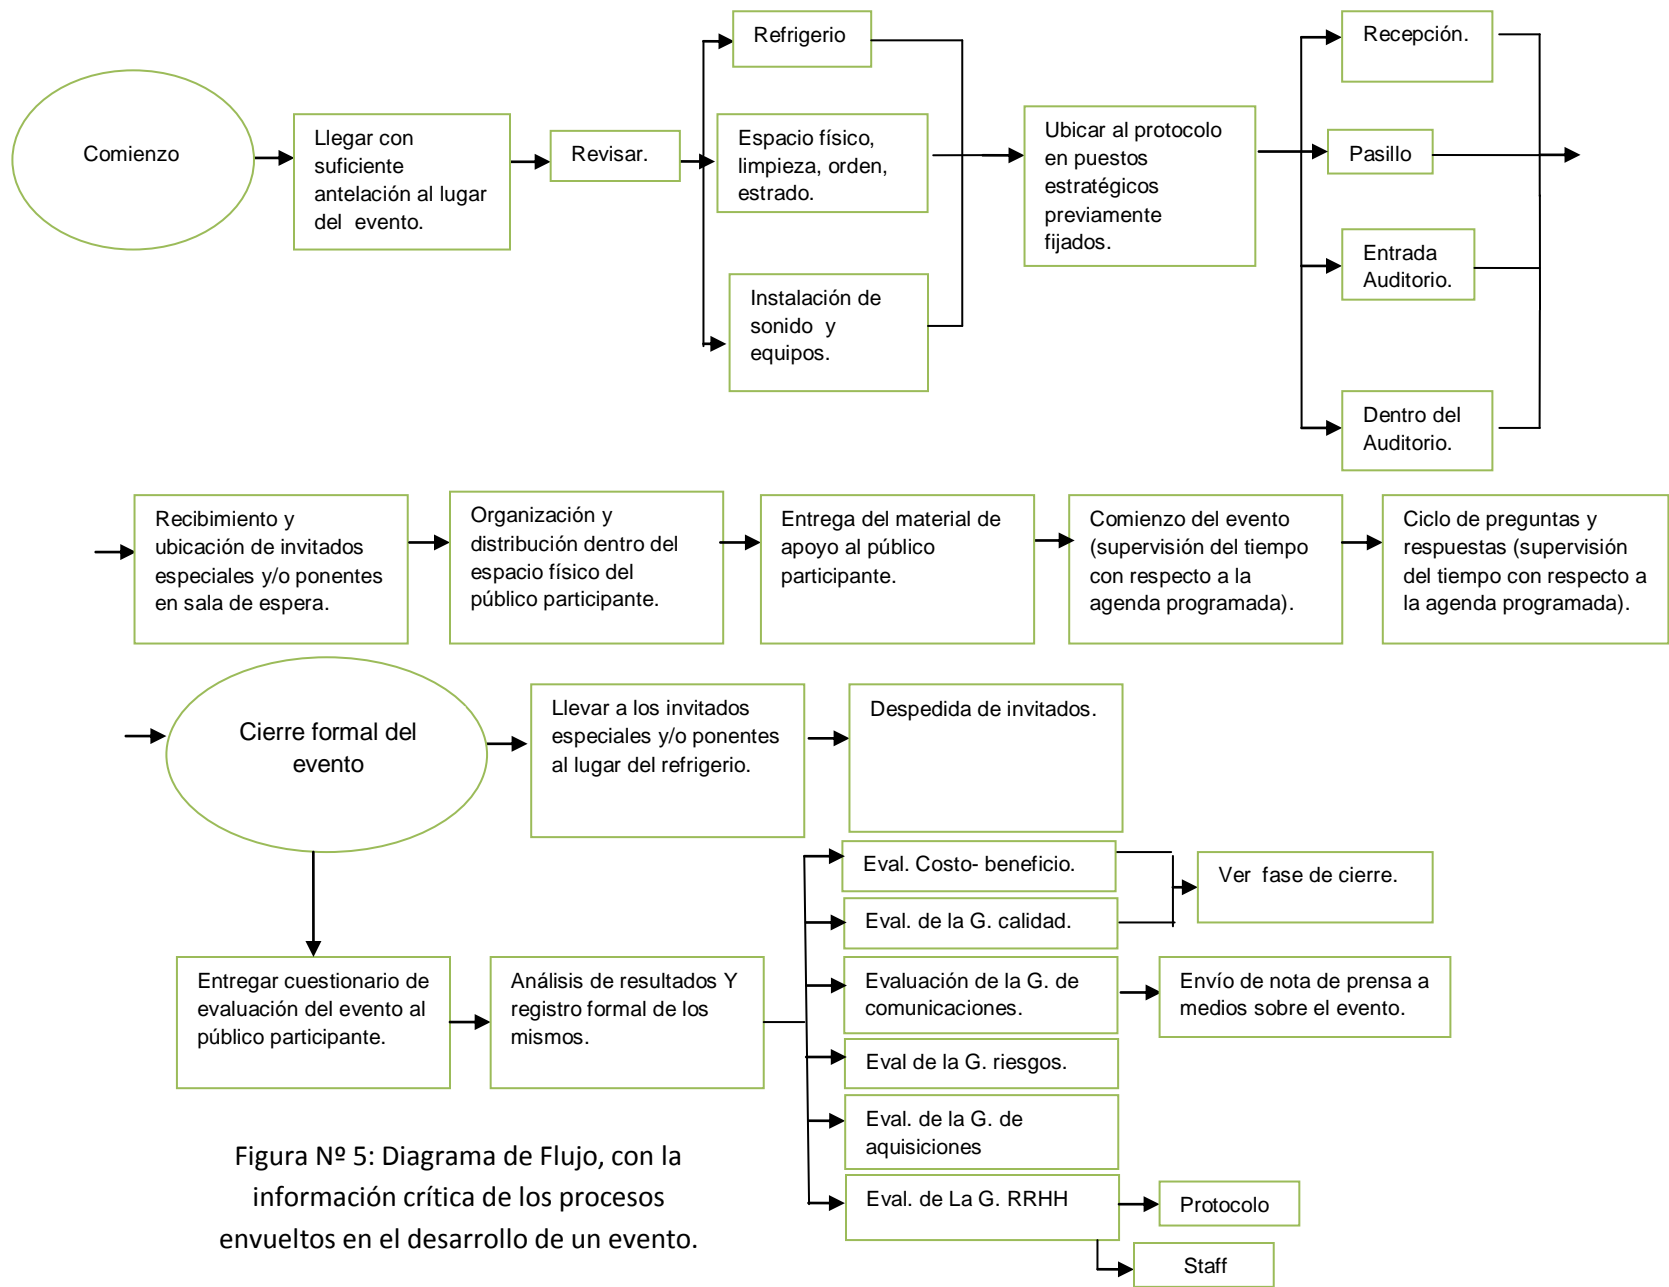 Comienzo
Llegar con
suficiente
antelación al lugar
del evento.
Revisar.
Refrigerio
Espacio físico,
limpieza, orden,
estrado.
Instalación de
sonido y
equipos.
Ubicar al protocolo
en puestos
estratégicos
previamente
fijados.
Recepción.
Pasillo
Entrada
Auditorio.
Dentro del
Auditorio.
Recibimiento y
ubicación de invitados
especiales y/o ponentes
en sala de espera.
Organización y
distribución dentro del
espacio físico del
público participante.
Entrega del material de
apoyo al público
participante.
Comienzo del evento
(supervisión del tiempo
con respecto a la
agenda programada).
Ciclo de preguntas y
respuestas (supervisión
del tiempo con respecto a
la agenda programada).
Cierre formal del
evento
Llevar a los invitados
especiales y/o ponentes
al lugar del refrigerio.
Despedida de invitados.
Entregar cuestionario de
evaluación del evento al
público participante.
Análisis de resultados Y
registro formal de los
mismos.
Eval. Costo- beneficio.
Eval. de la G. calidad.
Ver fase de cierre.
Evaluación de la G. de
comunicaciones.
Envío de nota de prensa a
medios sobre el evento.
Eval de la G. riesgos.
Eval. de la G. de
aquisiciones
Eval. de La G. RRHH
Protocolo
Staff
Figura Nº 5: Diagrama de Flujo, con la
información crítica de los procesos
envueltos en el desarrollo de un evento.